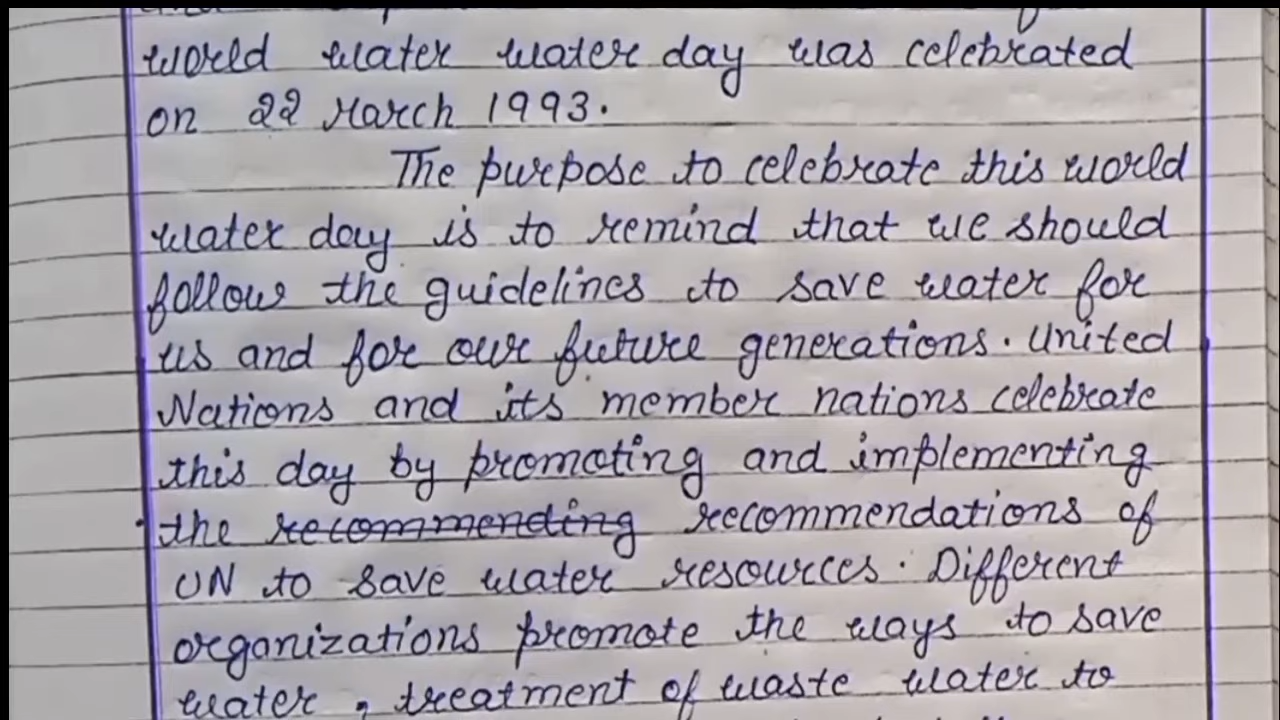 world water water day was celebrated
on 22 March 1993.
The purpose to celebrate this world
water day is to remind that we should
follow the guidelines to save water for
us and for our future generations. United
Nations and its member nations celebrate
this day by promoting and implementing
the recommending recommendations of
UN to save water resources. Different
organizations promote the ways to save
water, treatment of waste water to